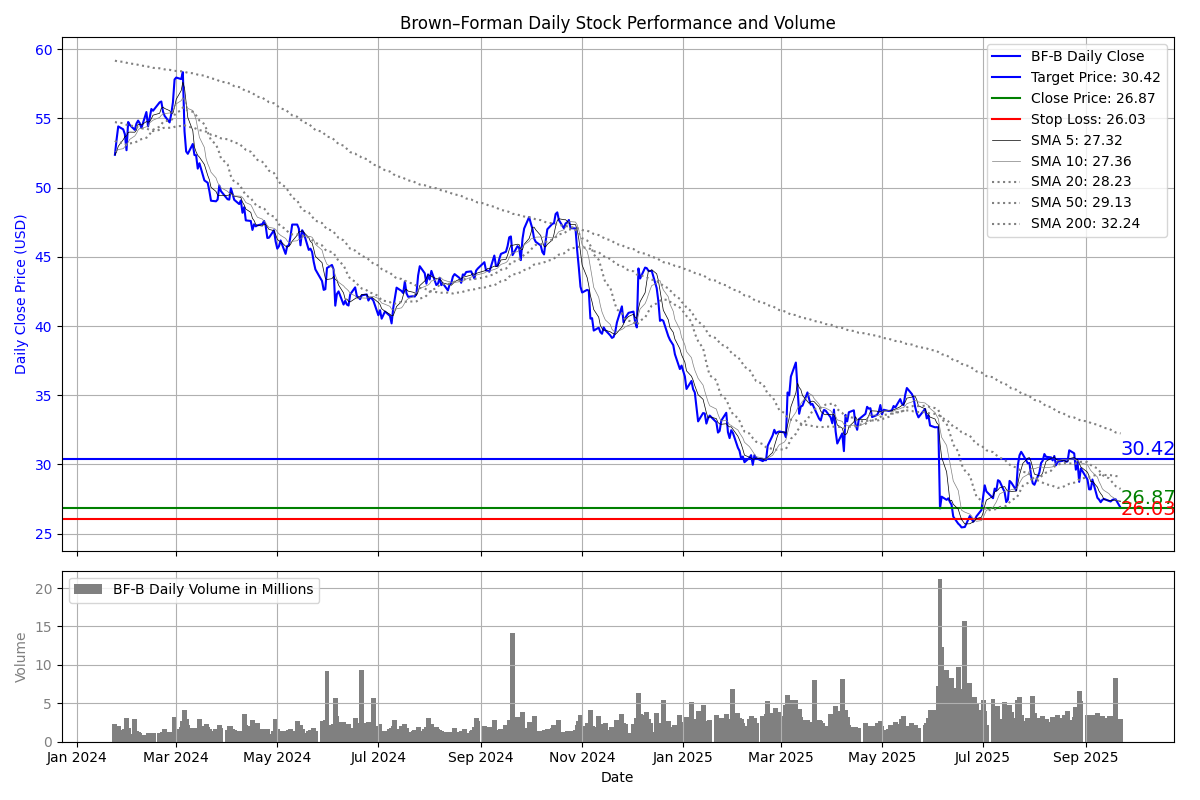 Brown–Forman Daily Stock Performance and Volume
Daily Close Price (USD)
60
55
50
45
40
35
30
25
BF-B Daily Close
Target Price: 30.42
Close Price: 26.87
Stop Loss: 26.03
SMA 5: 27.32
SMA 10: 27.36
SMA 20: 28.23
SMA 50: 29.13
SMA 200: 32.24
30.42
26.87
26.03
Volume
20
15
10
5
0
BF-B Daily Volume in Millions
Jan 2024 Mar 2024 May 2024 Jul 2024 Sep 2024 Nov 2024 Jan 2025 Mar 2025 May 2025 Jul 2025 Sep 2025
Date